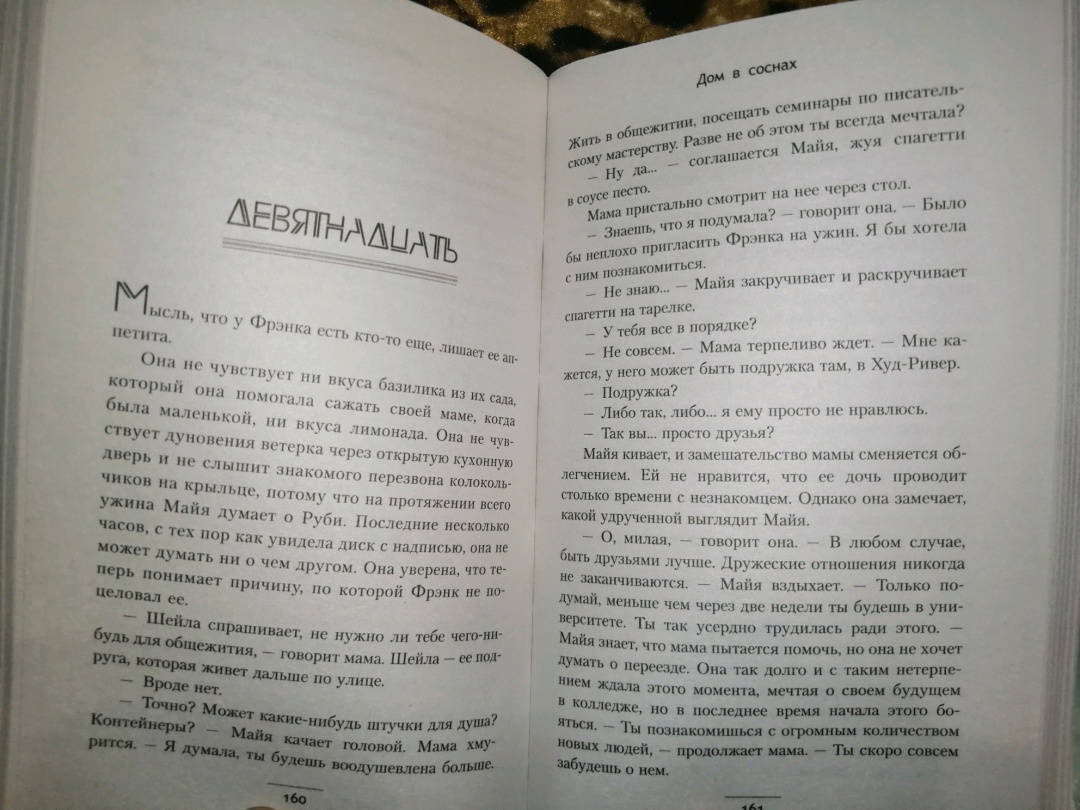 ДЕВЯТНАДЦАТЬ
Мысль, что у Фрэнка есть кто-то еще, лишает ее ап-
петита.
Она не чувствует ни вкуса базилика из их сада,
который она помогала сажать своей маме, когда
была маленькой, ни вкуса лимонада. Она не чув-
ствует дуновения ветерка через открытую кухонную
дверь и не слышит знакомого перезвона колоколь-
чиков на крыльце, потому что на протяжении всего
ужина Майя думает о Руби. Последние несколько
часов, с тех пор как увидела диск с надписью, она не
может думать ни о чем другом. Она уверена, что те-
перь понимает причину, по которой Фрэнк не по-
целовал ее.
— Шейла спрашивает, не нужно ли тебе чего-ни-
будь для общежития, — говорит мама. Шейла — ее под-
руга, которая живет дальше по улице.
— Вроде нет.
— Точно? Может какие-нибудь штучки для душа?
Контейнеры? — Майя качает головой. Мама хму-
рится. — Я думала, ты будешь воодушевлена больше.
160
Дом в соснах
Жить в общежитии, посещать семинары по писатель-
скому мастерству. Разве не об этом ты всегда мечтала?
— Ну да... — соглашается Майя, жуя спагетти
в соусе песто.
Мама пристально смотрит на нее через стол.
— Знаешь, что я подумала? — говорит она. — Было
бы неплохо пригласить Фрэнка на ужин. Я бы хотела
с ним познакомиться.
— Не знаю... — Майя закручивает и раскручивает
спагетти на тарелке.
— У тебя все в порядке?
— Не совсем. — Мама терпеливо ждет. — Мне ка-
жется, у него может быть подружка там, в Худ-Ривер.
— Подружка?
— Либо так, либо... я ему просто не нравлюсь.
— Так вы... просто друзья?
Майя кивает, и замешательство мамы сменяется об-
легчением. Ей не нравится, что ее дочь проводит
столько времени с незнакомцем. Однако она замечает,
какой удрученной выглядит Майя.
— О, милая, — говорит она. — В любом случае,
быть друзьями лучше. Дружеские отношения никогда
не заканчиваются. — Майя вздыхает. — Только по-
думай, меньше чем через две недели ты будешь в уни-
верситете. Ты так усердно трудилась ради этого. —
Майя знает, что мама пытается помочь, но она не хочет
думать о переезде. Она так долго и с таким нетерпе-
нием ждала этого момента, мечтая о своем будущем
в колледже, но в последнее время начала этого бо-
яться. — Ты познакомишься с огромным количеством
новых людей, — продолжает мама. — Ты скоро совсем
забудешь о нем.
161